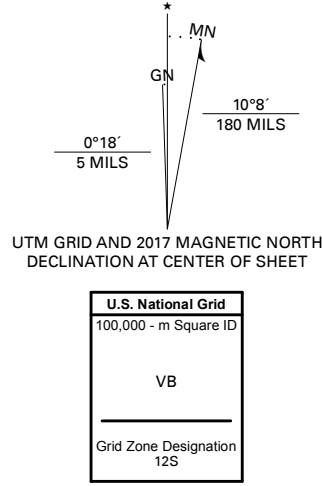 ★
MN
GN
10°8´
180 MILS
0°18´
5 MILS
UTM GRID AND 2017 MAGNETIC NORTH
DECLINATION AT CENTER OF SHEET
U.S. National Grid
100,000 - m Square ID
VB
Grid Zone Designation
12S